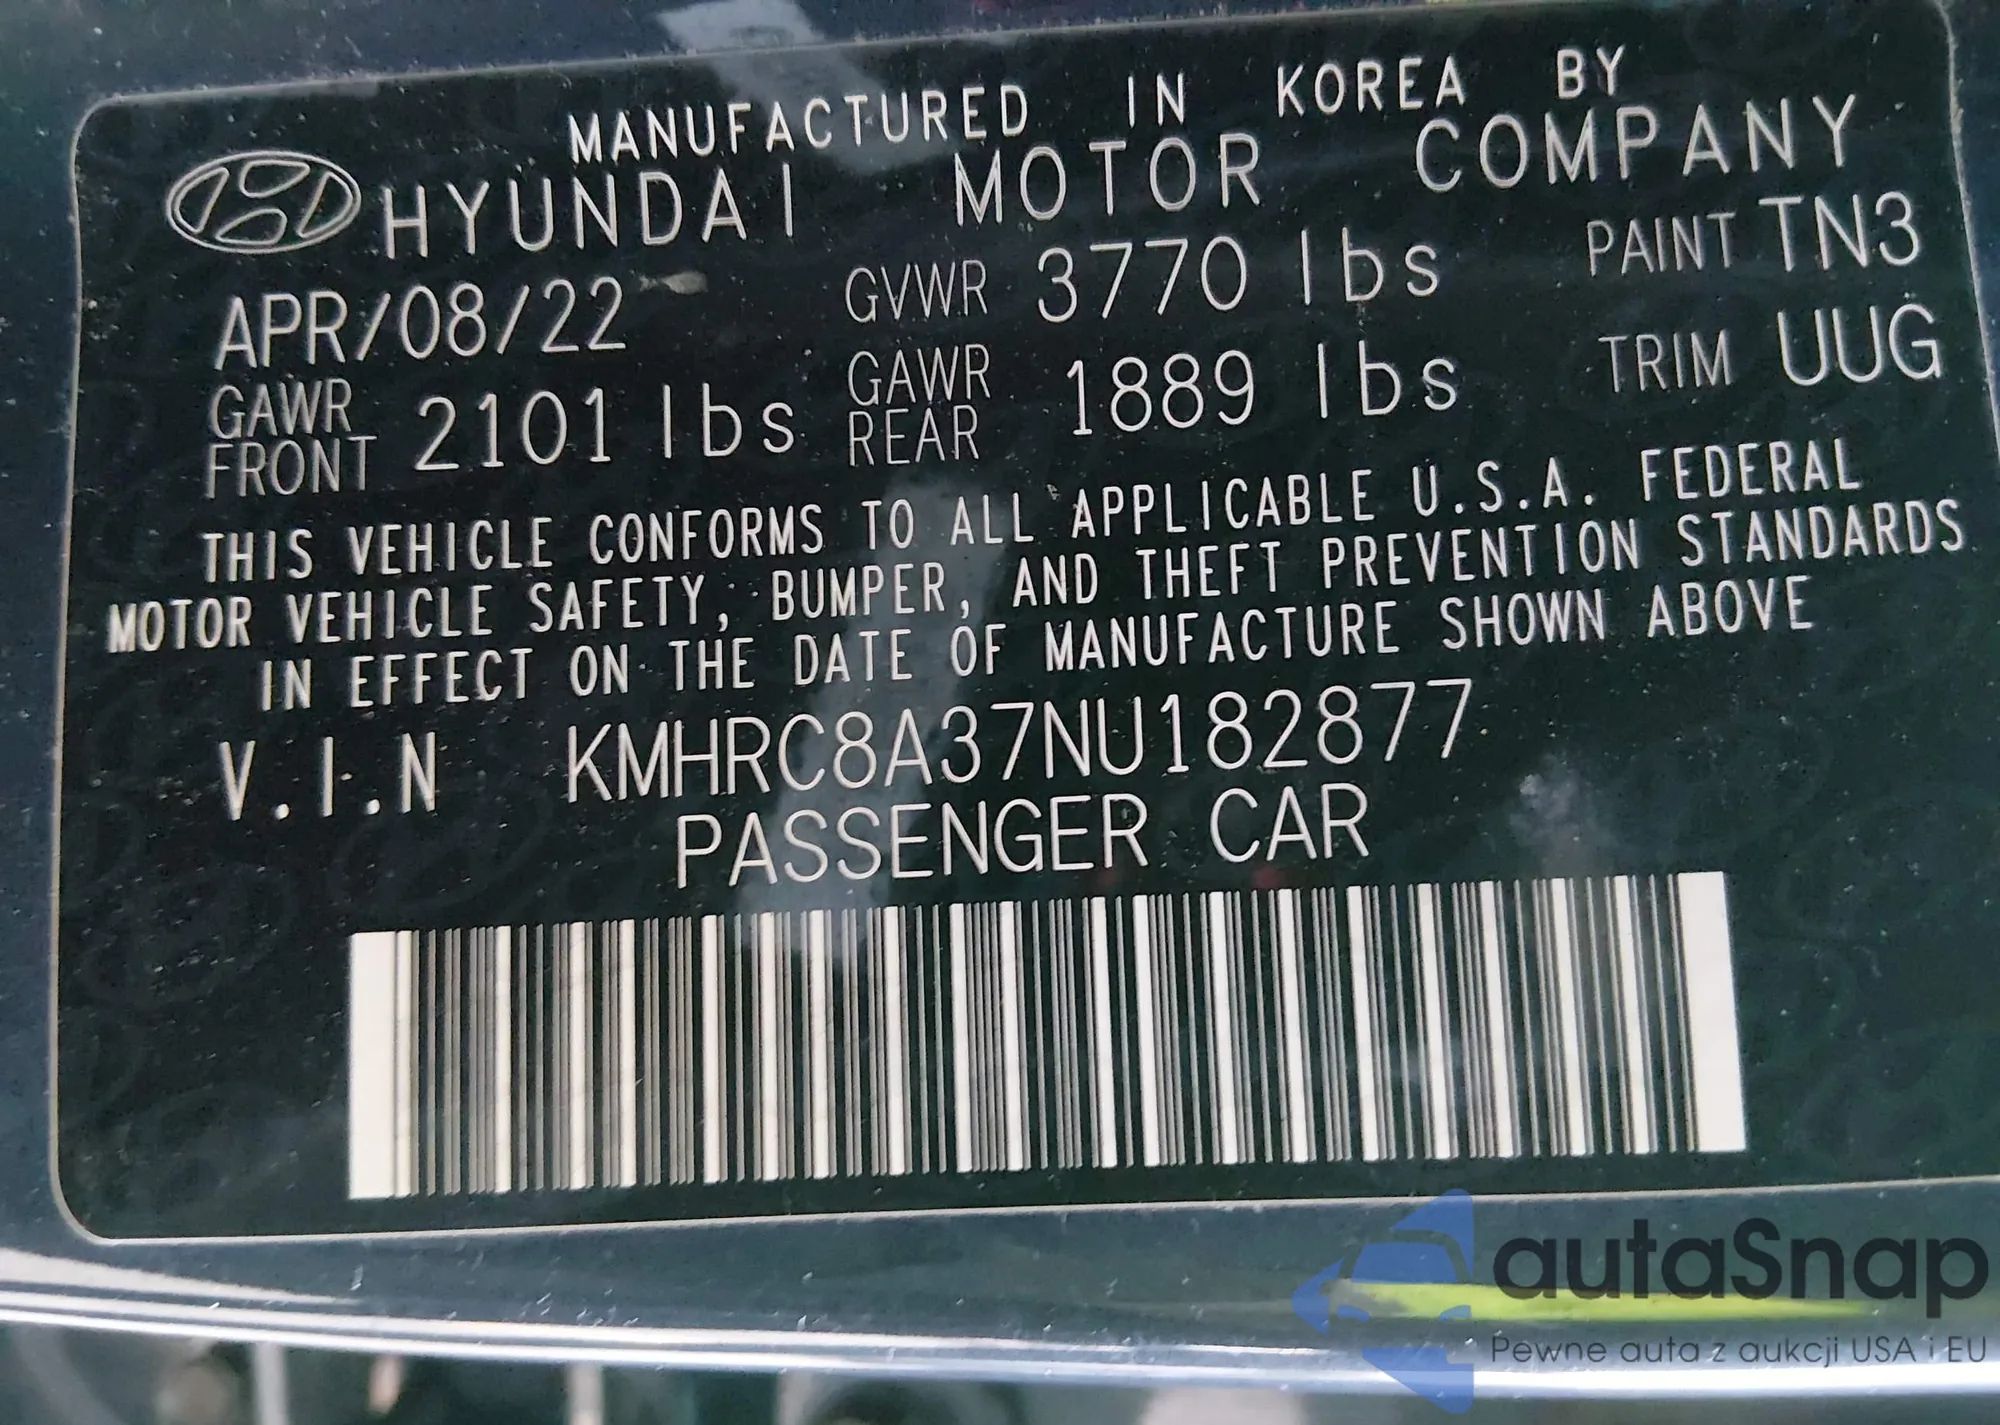 MANUFACTURED IN KOREA BY
HYUNDAI MOTOR COMPANY
APR/08/22 GVWR 3770 lbs PAINT TN3
GAWR FRONT 2101 lbs GAWR REAR 1889 lbs TRIM UUG
THIS VEHICLE CONFORMS TO ALL APPLICABLE U.S.A. FEDERAL
MOTOR VEHICLE SAFETY, BUMPER, AND THEFT PREVENTION STANDARDS
IN EFFECT ON THE DATE OF MANUFACTURE SHOWN ABOVE
V.I.N KMHRC8A37NU182877
PASSENGER CAR
autaSnap
Pewne auta z aukcji USA i EU